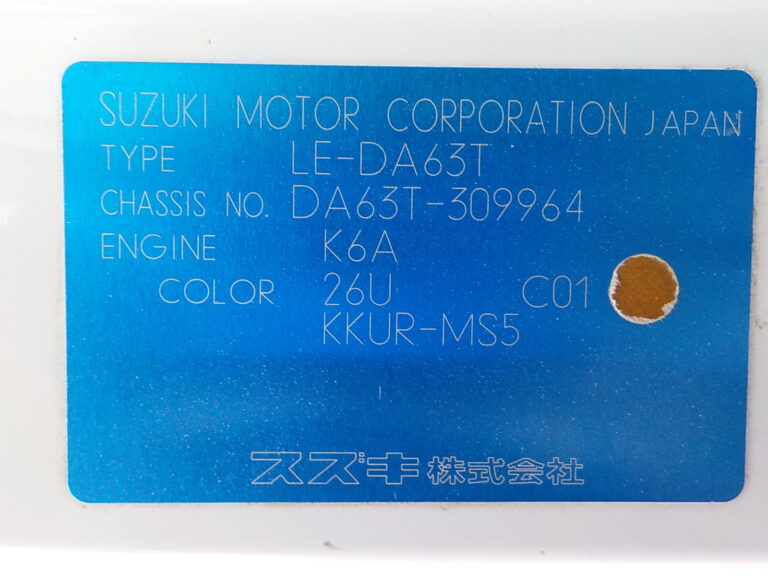 SUZUKI MOTOR CORPORATION JAPAN
TYPE LE-DA63T
CHASSIS NO. DA63T-309964
ENGINE K6A
COLOR 26U C01
KKUR-MS5
スズキ株式会社